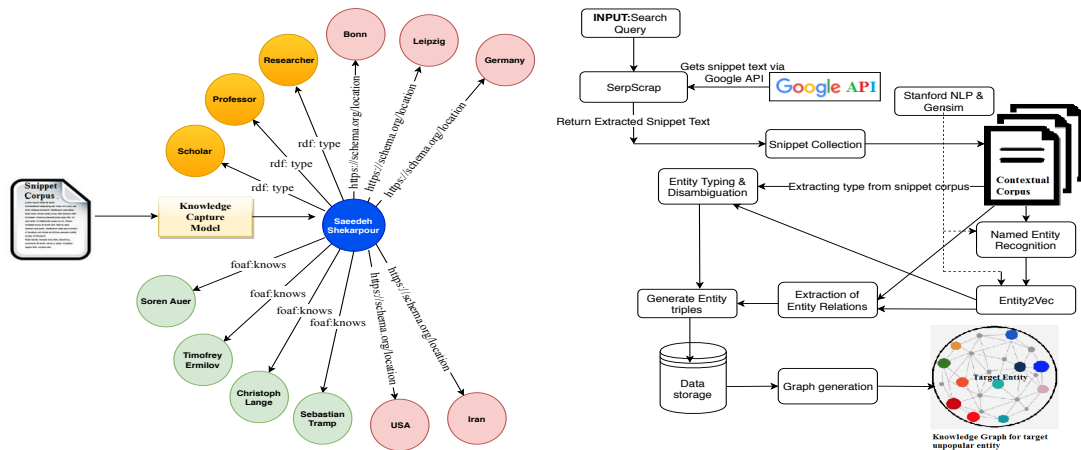 Snippet
Corpus
Knowledge
Capture
Model
Saeedeh
Shekarpour
Scholar
Professor
Researcher
Bonn
Leipzig
Germany
rdf: type
rdf: type
rdf: type
https://schema.org/location
https://schema.org/location
https://schema.org/location
Soren Auer
Timofrey
Ermilov
Christoph
Lange
Sebastian
Tramp
USA
Iran
foaf:knows
foaf:knows
foaf:knows
foaf:knows
https://schema.org/location
https://schema.org/location
INPUT:Search
Query
Gets snippet text via
Google API
SerpScrap
Google API
Return Extracted Snippet Text
Snippet Collection
Stanford NLP &
Gensim
Contextual
Corpus
Entity Typing &
Disambiguation
Extracting type from snippet corpus
Named Entity
Recognition
Entity2Vec
Extraction of
Entity Relations
Generate Entity
triples
Data
storage
Graph generation
Target Entity
Knowledge Graph for target
unpopular entity